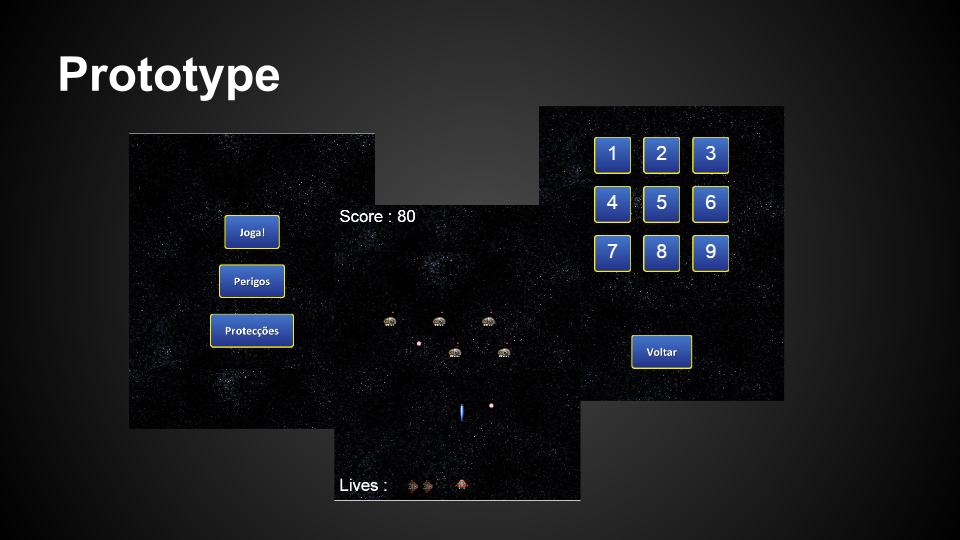 Prototype
Joga!
Perigos
Protecções
Score : 80
Lives :
1 2 3
4 5 6
7 8 9
Voltar